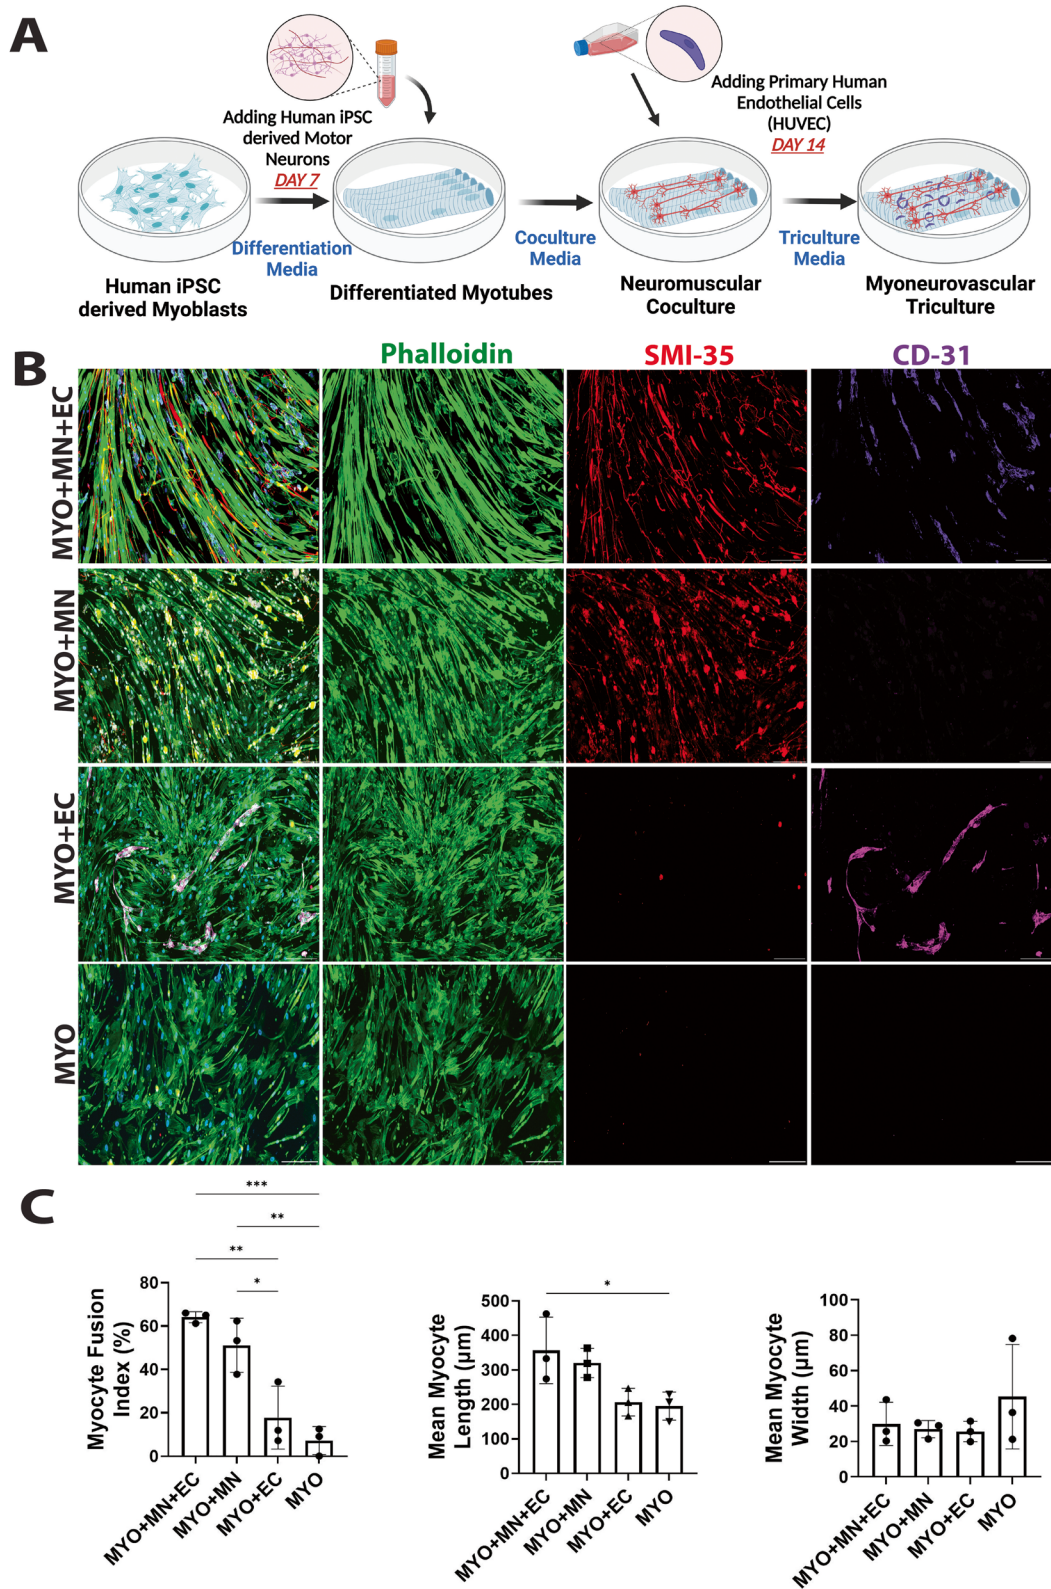 A
Adding Human iPSC
derived Motor
Neurons
DAY 7
Adding Primary Human
Endothelial Cells
(HUVEC)
DAY 14
Differentiation
Media
Coculture
Media
Triculture
Media
Human iPSC
derived Myoblasts
Differentiated Myotubes
Neuromuscular
Coculture
Myoneurovascular
Triculture
B
Phalloidin
SMI-35
CD-31
MYO+MN+EC
MYO+MN
MYO+EC
MYO
C
***
**
**
*
Myocyte Fusion
Index (%)
80
60
40
20
0
MYO+MN+EC
MYO+MN
MYO+EC
MYO
*
Mean Myocyte
Length (μm)
500
400
300
200
100
0
MYO+MN+EC
MYO+MN
MYO+EC
MYO
Mean Myocyte
Width (μm)
100
80
60
40
20
0
MYO+MN+EC
MYO+MN
MYO+EC
MYO